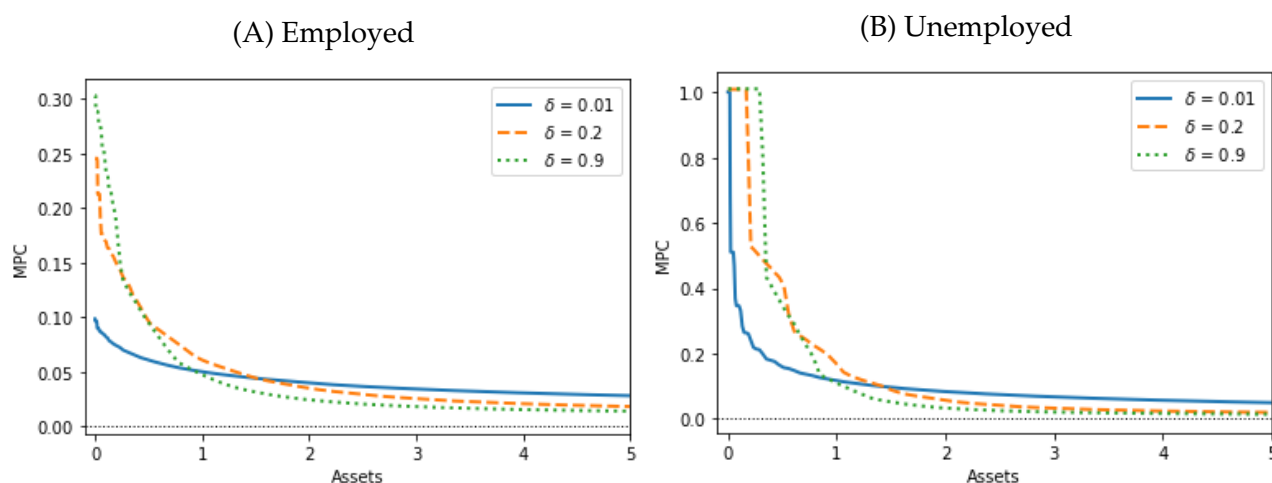 (A) Employed
δ = 0.01
δ = 0.2
δ = 0.9
0.30
0.25
0.20
0.15
0.10
0.05
0.00
MPC
0
1
2
3
4
5
Assets
(B) Unemployed
δ = 0.01
δ = 0.2
δ = 0.9
1.0
0.8
0.6
0.4
0.2
0.0
MPC
0
1
2
3
4
5
Assets